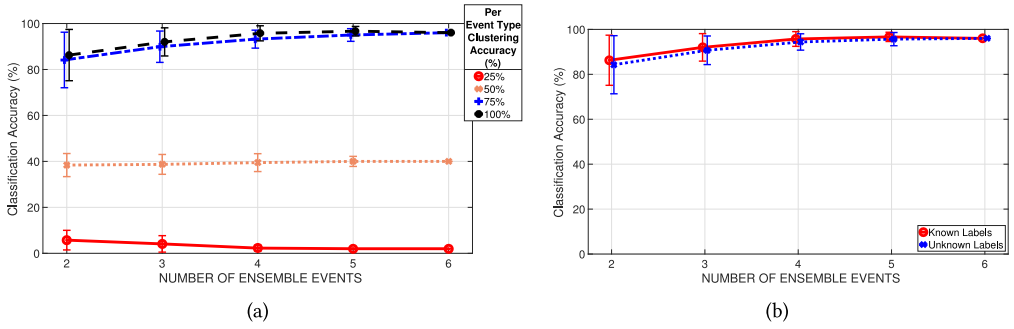 Classification Accuracy (%)
100
80
60
40
20
0
2
3
4
5
6
NUMBER OF ENSEMBLE EVENTS
Per
Event Type
Clustering
Accuracy
(%)
25%
50%
75%
100%
(a)
Classification Accuracy (%)
100
80
60
40
20
0
2
3
4
5
6
NUMBER OF ENSEMBLE EVENTS
Known Labels
Unknown Labels
(b)